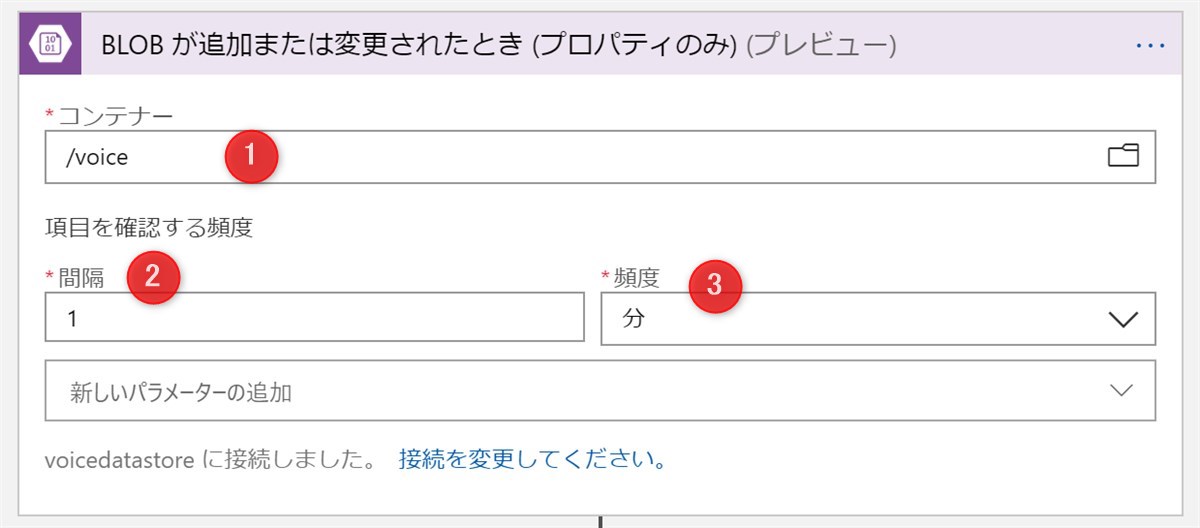 10
01
BLOB が追加または変更されたとき (プロパティのみ) (プレビュー)
...
* コンテナー
/voice
1
項目を確認する頻度
* 間隔
2
* 頻度
3
1
分
新しいパラメーターの追加
voicedatastore に接続しました。 接続を変更してください。